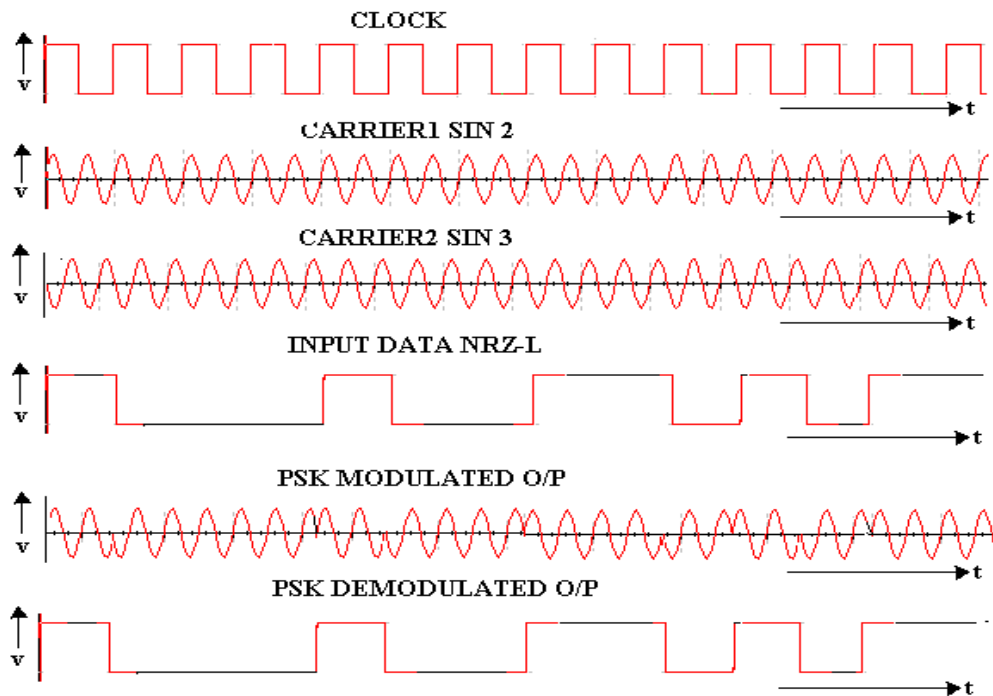 CLOCK
v
t
CARRIER1 SIN 2
v
t
CARRIER2 SIN 3
v
t
INPUT DATA NRZ-L
v
t
PSK MODULATED O/P
v
t
PSK DEMODULATED O/P
v
t